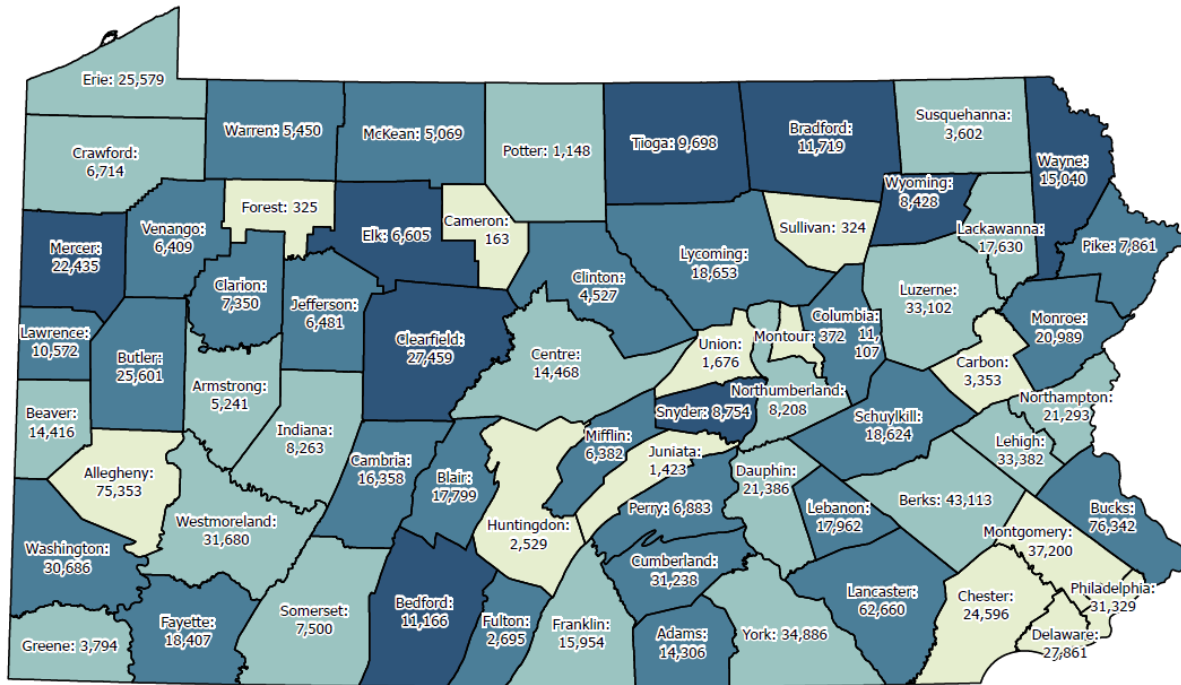 Erie: 25,579
Warren: 5,450
McKean: 5,069
Potter: 1,148
Tioga: 9,698
Bradford:
11,719
Susquehanna:
3,602
Wayne:
15,040
Crawford:
6,714
Forest: 325
Elk: 6,605
Cameron:
163
Sullivan: 324
Wyoming:
8,428
Lackawanna:
17,630
Pike: 7,861
Mercer:
22,435
Venango:
6,409
Clarion:
7,350
Jefferson:
6,481
Clinton:
4,527
Lycoming:
18,653
Luzerne:
33,102
Monroe:
20,989
Lawrence:
10,572
Butler:
25,601
Clearfield:
27,459
Centre:
14,468
Union:
1,676
Montour: 372
Columbia:
11,
107
Carbon:
3,353
Northampton:
21,293
Armstrong:
5,241
Beaver:
14,416
Indiana:
8,263
Snyder: 8,754
Northumberland:
8,208
Schuylkill:
18,624
Lehigh:
33,382
Allegheny:
75,353
Cambria:
16,358
Blair:
17,799
Mifflin:
6,382
Juniata:
1,423
Dauphin:
21,386
Lebanon:
17,962
Berks: 43,113
Bucks:
76,342
Westmoreland:
31,680
Huntingdon:
2,529
Perry: 6,883
Montgomery:
37,200
Washington:
30,686
Cumberland:
31,238
Lancaster:
62,660
Chester:
24,596
Philadelphia:
31,329
Greene: 3,794
Fayette:
18,407
Somerset:
7,500
Bedford:
11,166
Fulton:
2,695
Franklin:
15,954
Adams:
14,306
York: 34,886
Delaware:
27,861